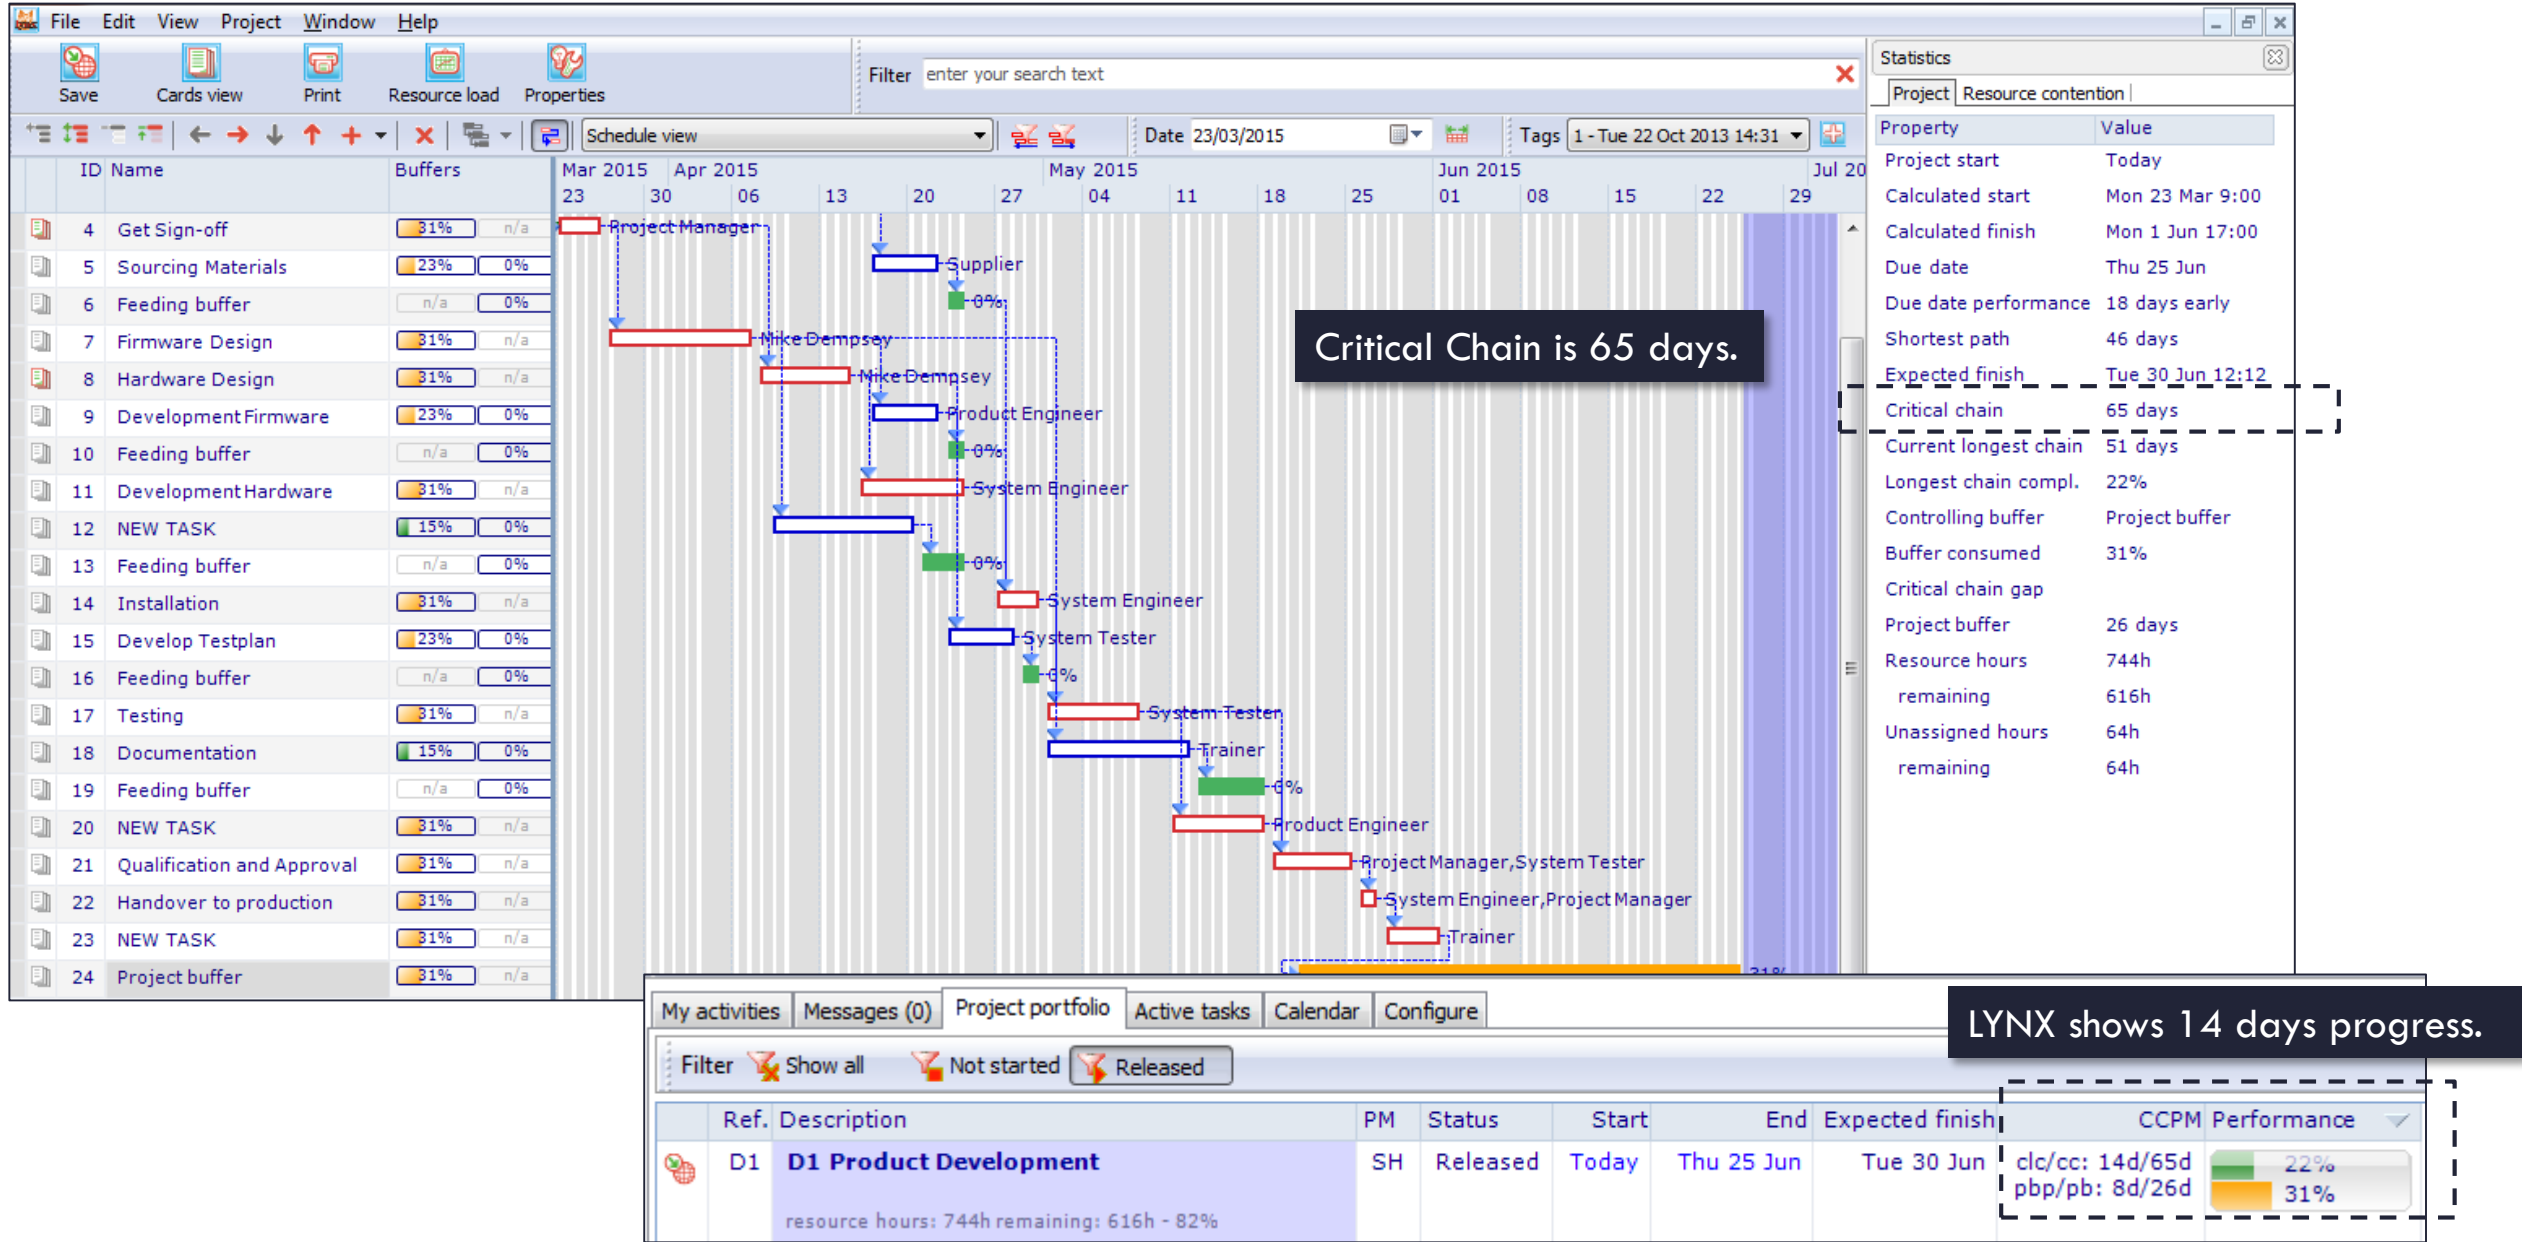 File Edit View Project Window Help
Save Cards view Print Resource load Properties
Filter enter your search text
Schedule view
Date 23/03/2015
Tags 1 - Tue 22 Oct 2013 14:31
ID Name Buffers
Mar 2015 Apr 2015 May 2015 Jun 2015 Jul 20
23 30 06 13 20 27 04 11 18 25 01 08 15 22 29
4 Get Sign-off 31% n/a Project Manager
5 Sourcing Materials 23% 0% Supplier
6 Feeding buffer n/a 0% 0%
7 Firmware Design 31% n/a Mike Dempsey
8 Hardware Design 31% n/a Mike Dempsey
9 Development Firmware 23% 0% Product Engineer
10 Feeding buffer n/a 0% 0%
11 Development Hardware 31% n/a System Engineer
12 NEW TASK 15% 0%
13 Feeding buffer n/a 0% 0%
14 Installation 31% n/a System Engineer
15 Develop Testplan 23% 0% System Tester
16 Feeding buffer n/a 0% 0%
17 Testing 31% n/a System Tester
18 Documentation 15% 0% Trainer
19 Feeding buffer n/a 0% 0%
20 NEW TASK 31% n/a Product Engineer
21 Qualification and Approval 31% n/a Project Manager,System Tester
22 Handover to production 31% n/a System Engineer,Project Manager
23 NEW TASK 31% n/a Trainer
24 Project buffer 31% n/a 31%
Critical Chain is 65 days.
Statistics
Project Resource contention
Property Value
Project start Today
Calculated start Mon 23 Mar 9:00
Calculated finish Mon 1 Jun 17:00
Due date Thu 25 Jun
Due date performance 18 days early
Shortest path 46 days
Expected finish Tue 30 Jun 12:12
Critical chain 65 days
Current longest chain 51 days
Longest chain compl. 22%
Controlling buffer Project buffer
Buffer consumed 31%
Critical chain gap
Project buffer 26 days
Resource hours 744h
remaining 616h
Unassigned hours 64h
remaining 64h
My activities Messages (0) Project portfolio Active tasks Calendar Configure
LYNX shows 14 days progress.
Filter Show all Not started Released
Ref. Description PM Status Start End Expected finish CCPM Performance
D1 D1 Product Development SH Released Today Thu 25 Jun Tue 30 Jun clc/cc: 14d/65d 22%
pbp/pb: 8d/26d 31%
resource hours: 744h remaining: 616h - 82%